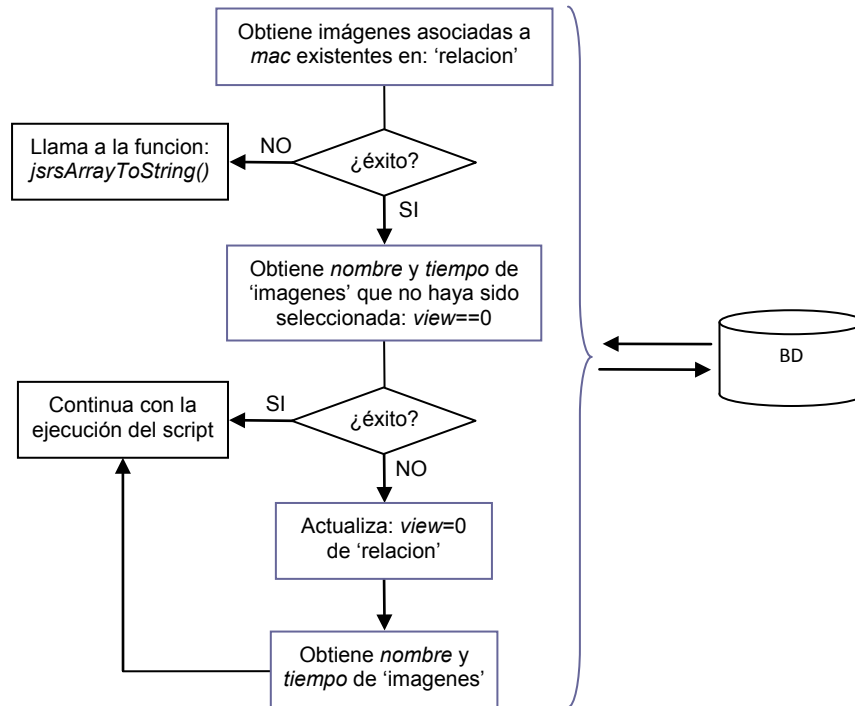 Obtiene imágenes asociadas a
mac existentes en: ‘relacion’
NO
Llama a la funcion:
jsrsArrayToString()
¿éxito?
SI
Obtiene nombre y tiempo de
‘imagenes’ que no haya sido
seleccionada: view==0
BD
SI
Continua con la
ejecución del script
¿éxito?
NO
Actualiza: view=0
de ‘relacion’
Obtiene nombre y
tiempo de ‘imagenes’